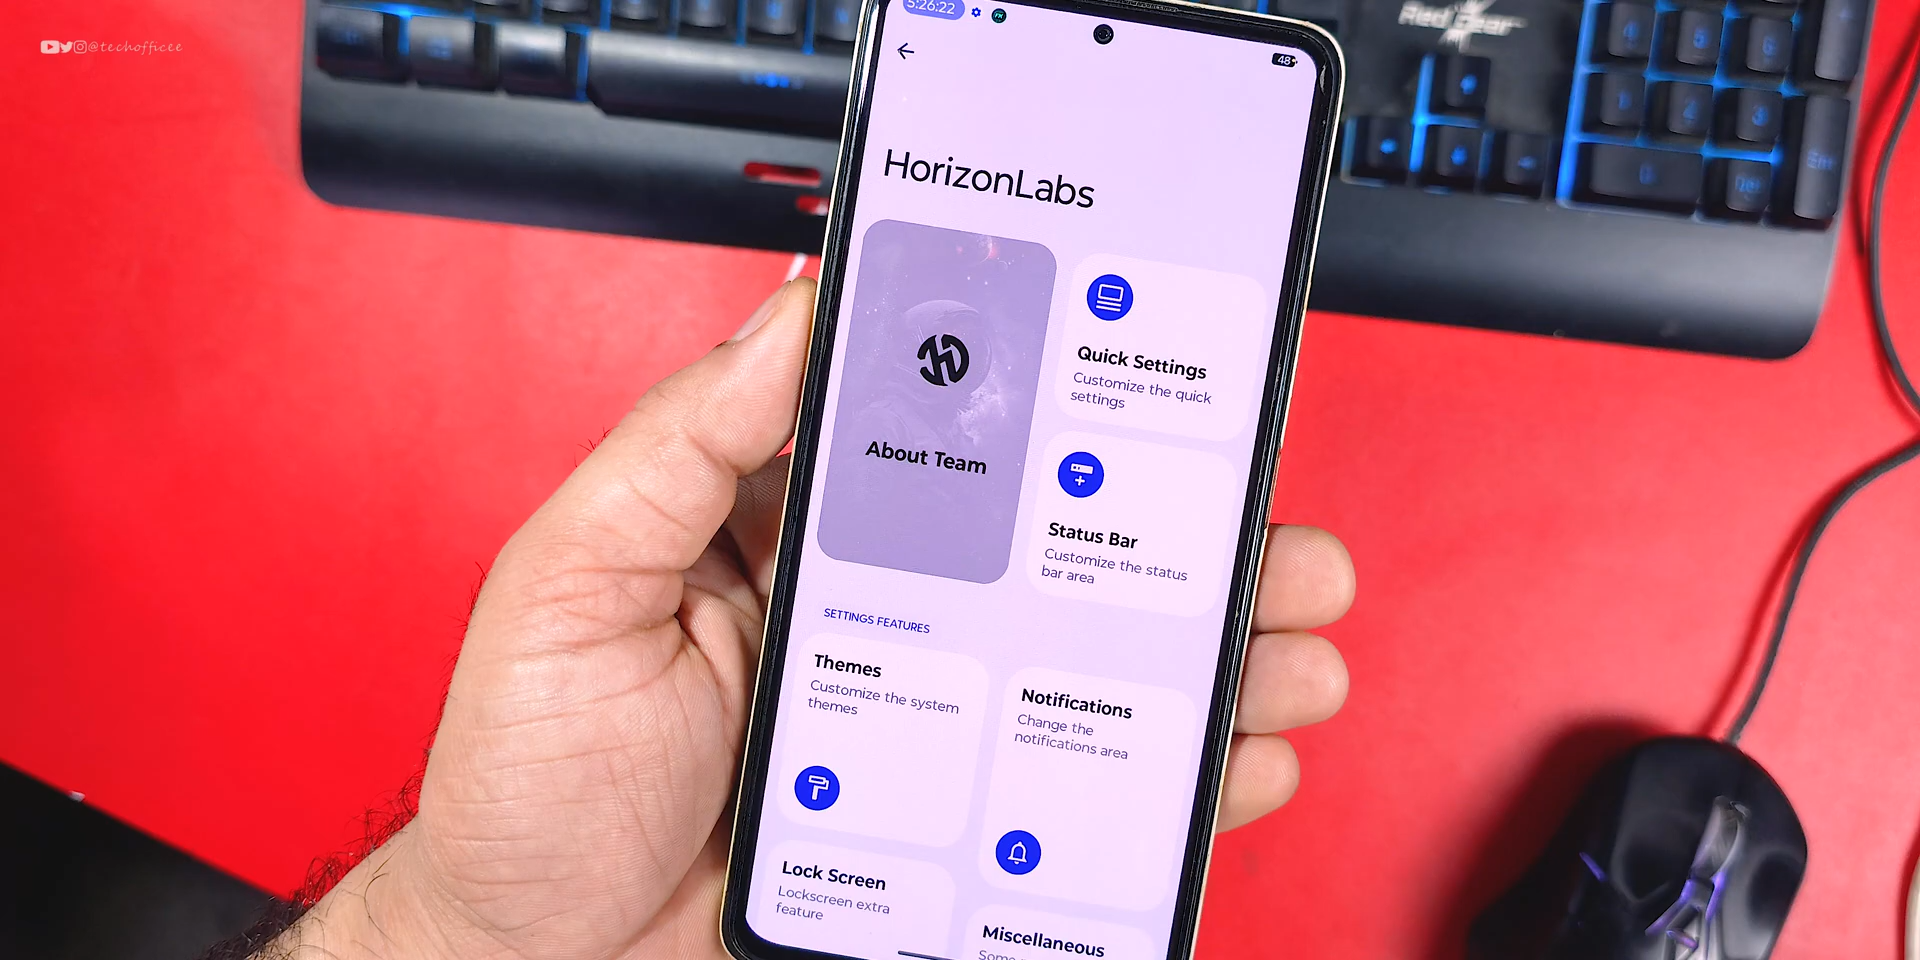 @techofficee
Red Gear
5:26:22
48
HorizonLabs
About Team
Quick Settings
Customize the quick
settings
Status Bar
Customize the status
bar area
SETTINGS FEATURES
Themes
Customize the system
themes
Notifications
Change the
notifications area
Lock Screen
Lockscreen extra
feature
Miscellaneous